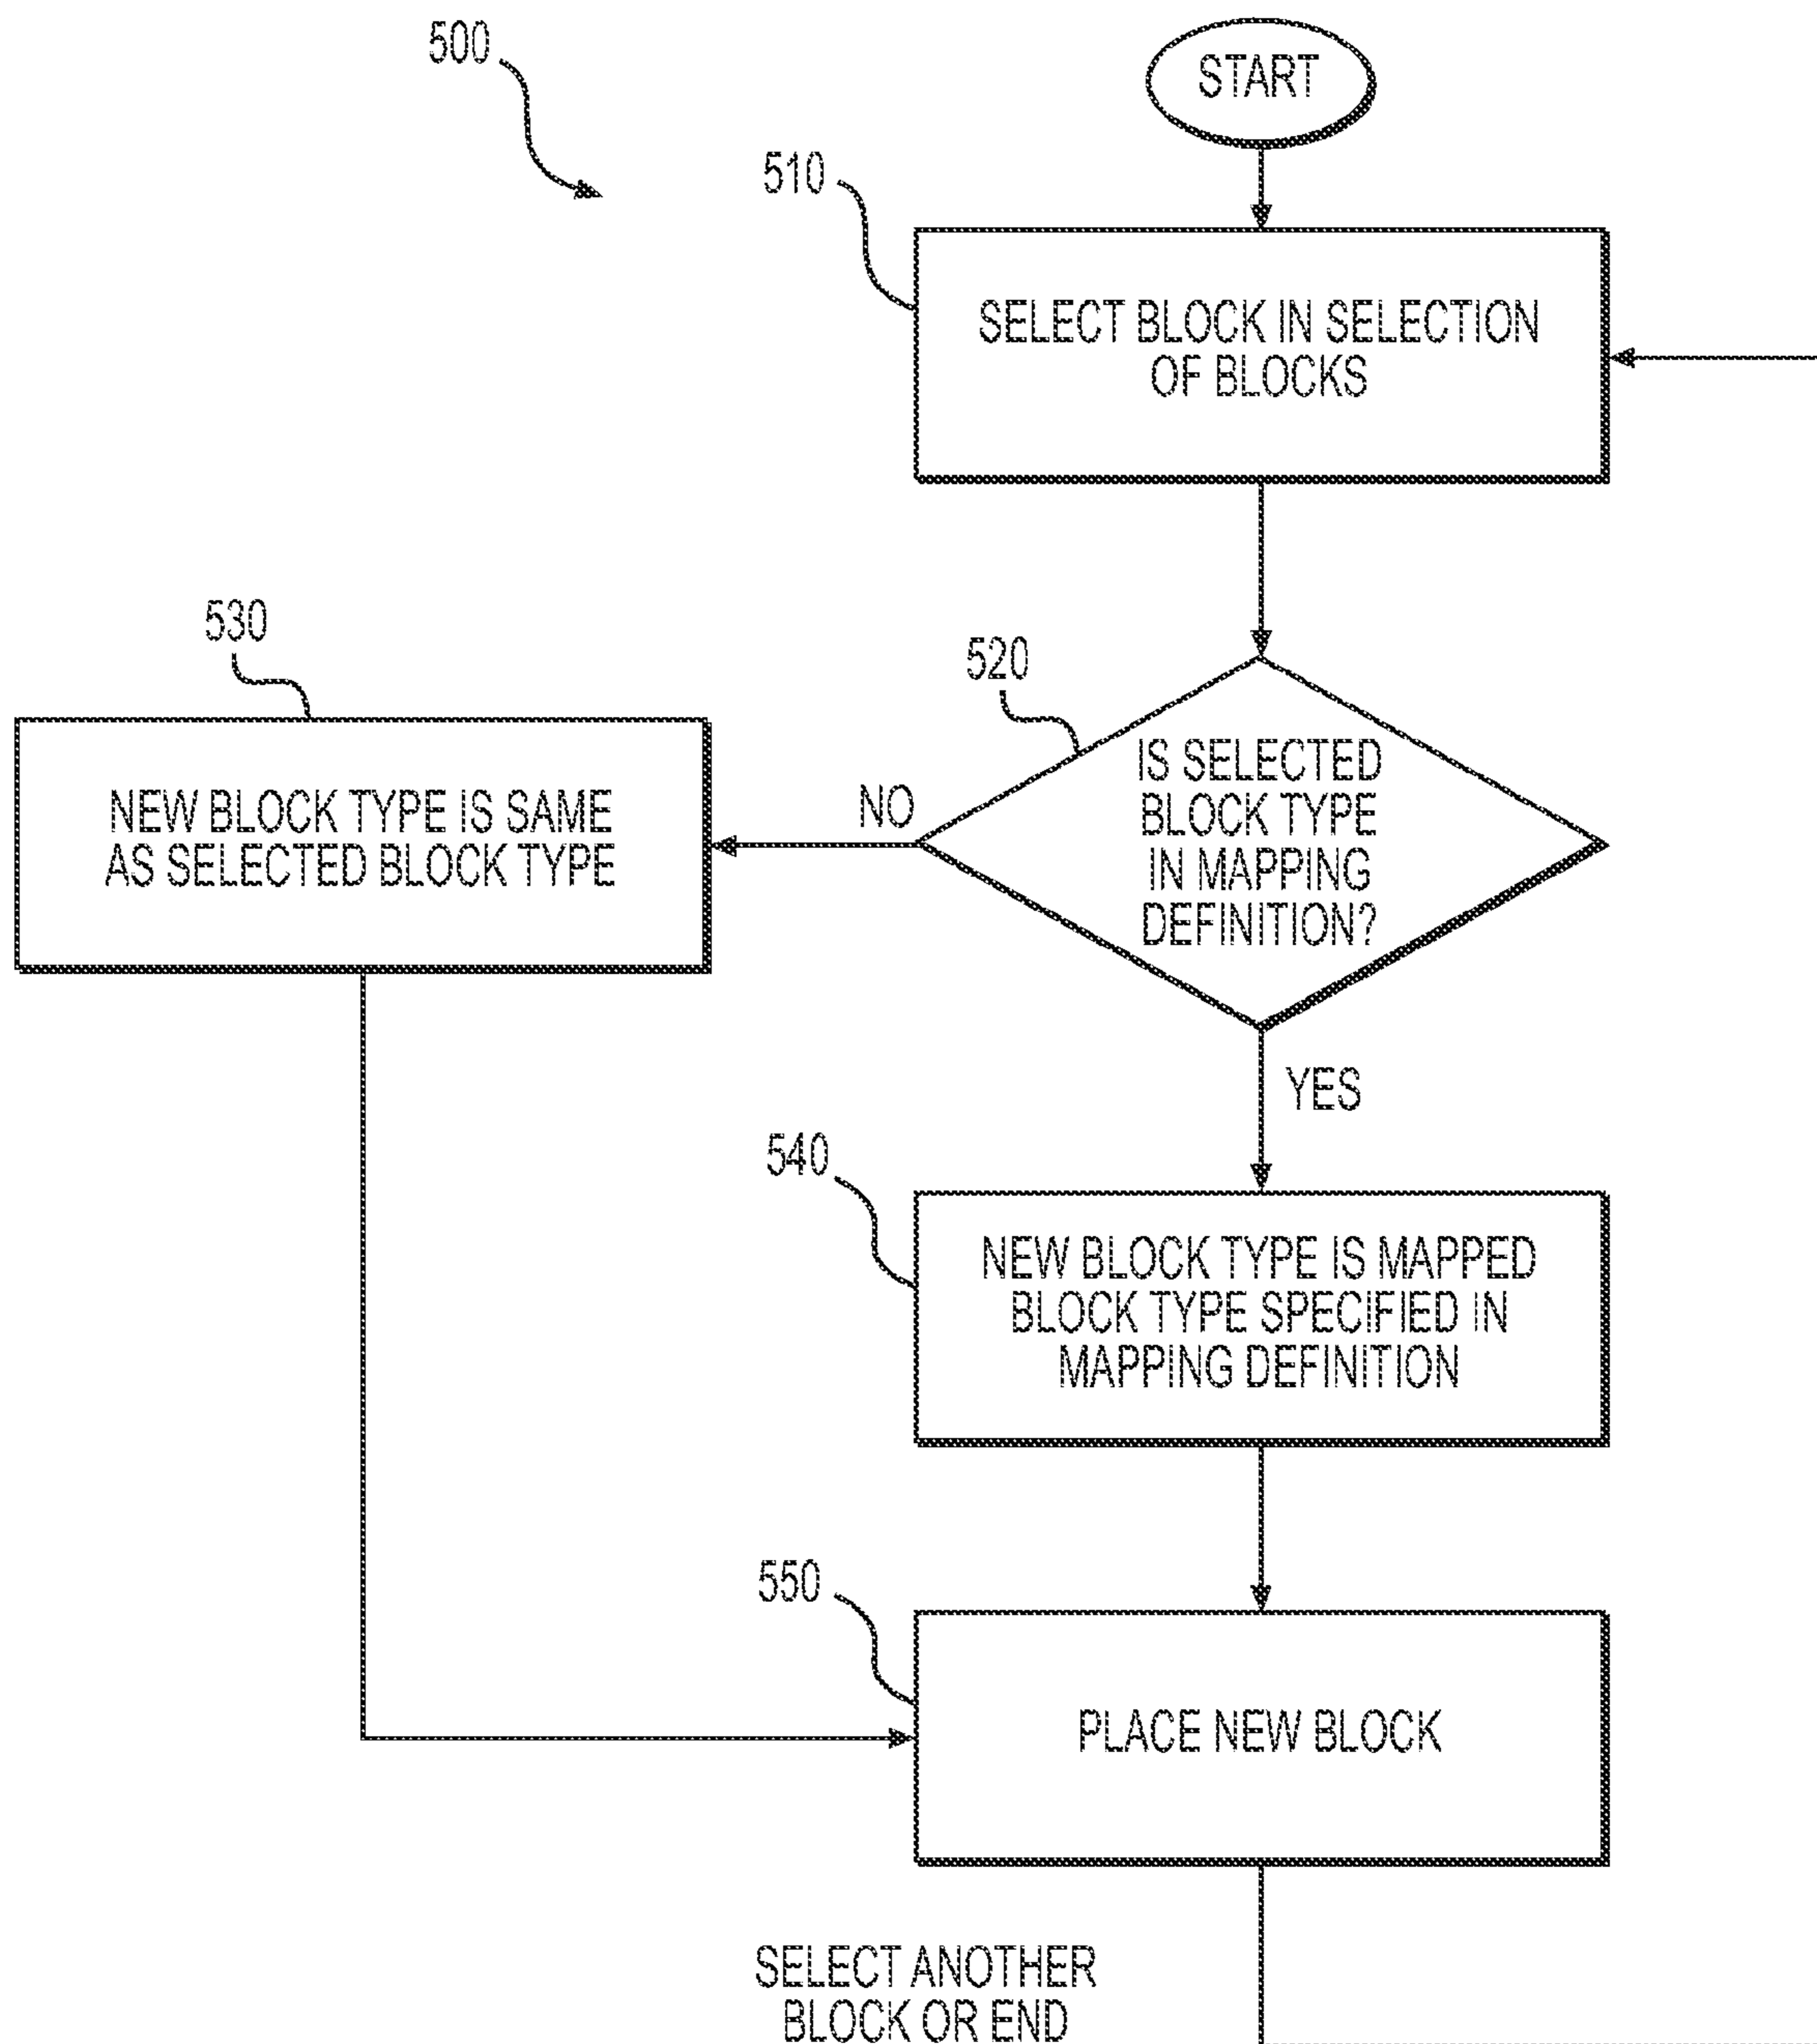 500
START
510
SELECT BLOCK IN SELECTION
OF BLOCKS
530
520
IS SELECTED
BLOCK TYPE
IN MAPPING
DEFINITION?
NO
NEW BLOCK TYPE IS SAME
AS SELECTED BLOCK TYPE
YES
540
NEW BLOCK TYPE IS MAPPED
BLOCK TYPE SPECIFIED IN
MAPPING DEFINITION
550
PLACE NEW BLOCK
SELECT ANOTHER
BLOCK OR END